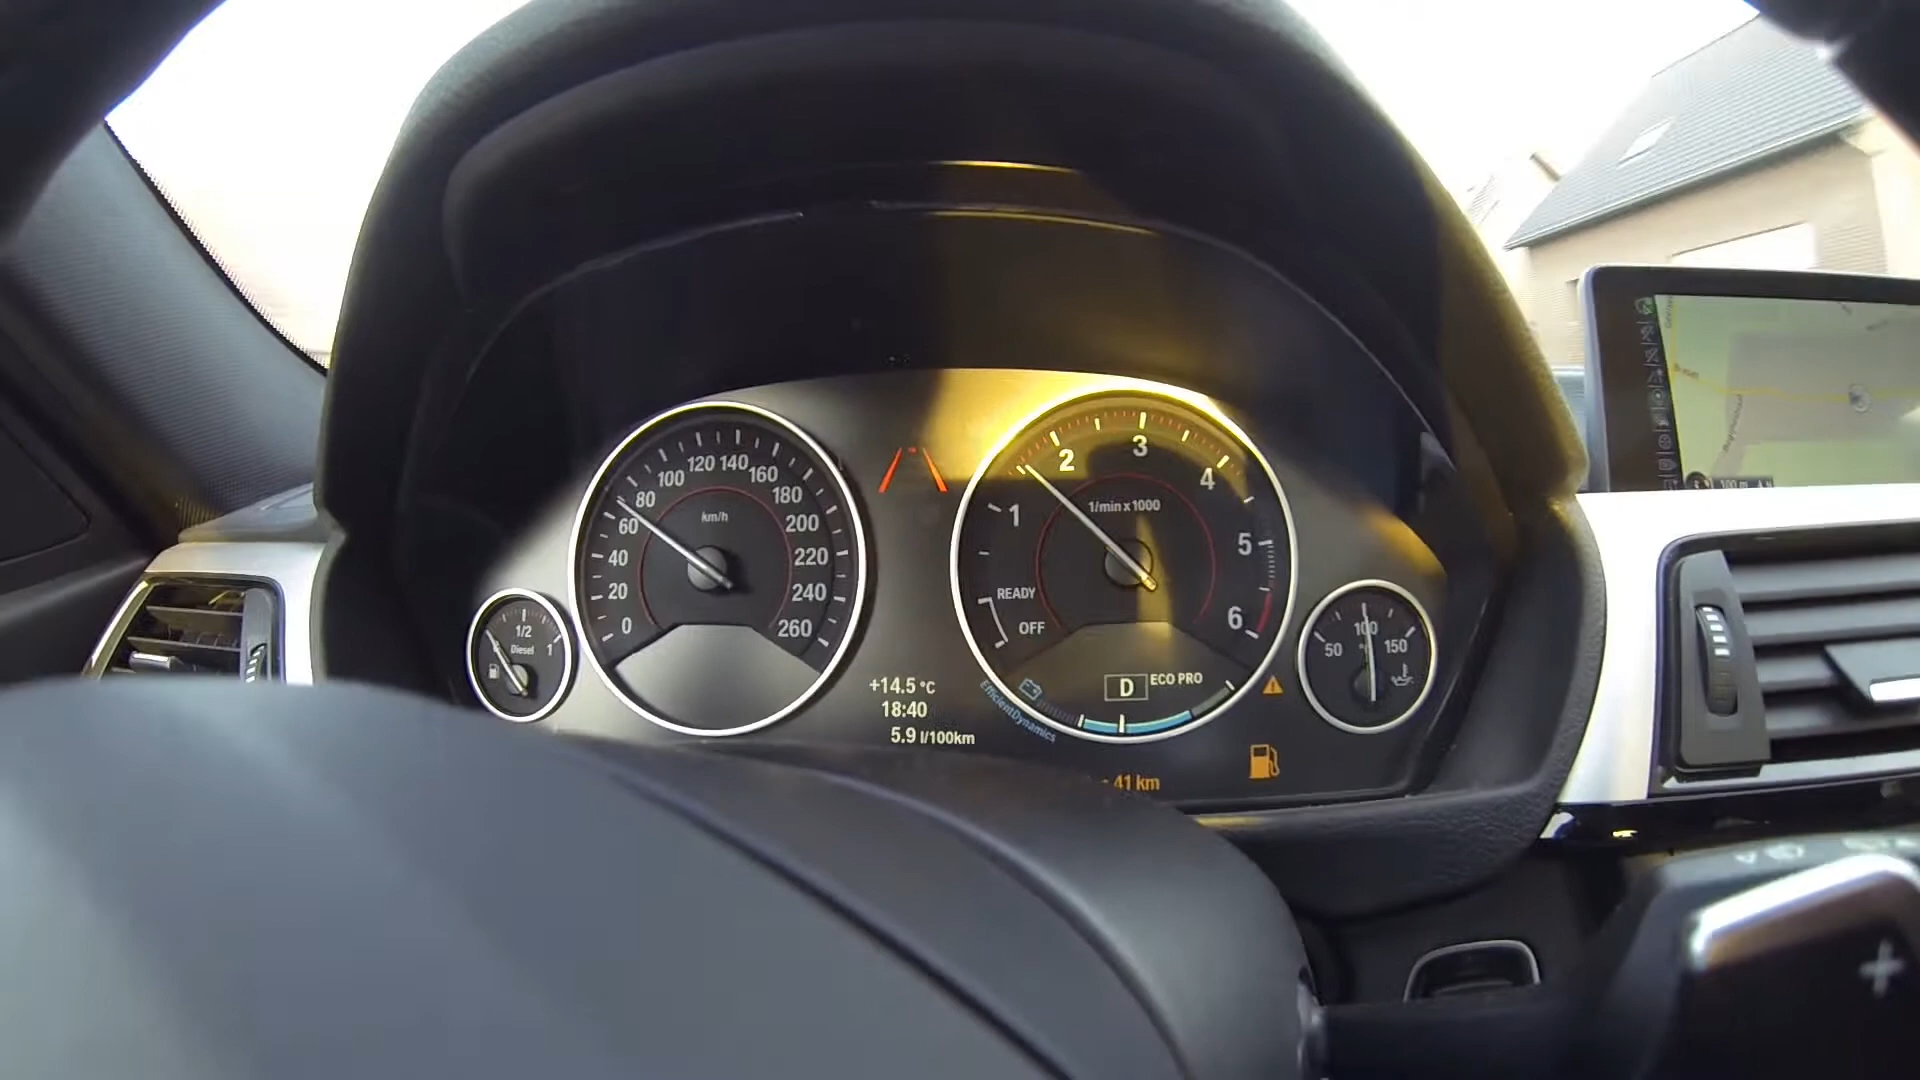 0
20
40
60
80
100
120
140
160
180
200
220
240
260
km/h
1/2
1
Diesel
+14.5 °C
18:40
5.9 l/100km
1
2
3
4
5
6
1/min x 1000
READY
OFF
D
ECO PRO
EfficientDynamics
41 km
50
100
150
100 m
+